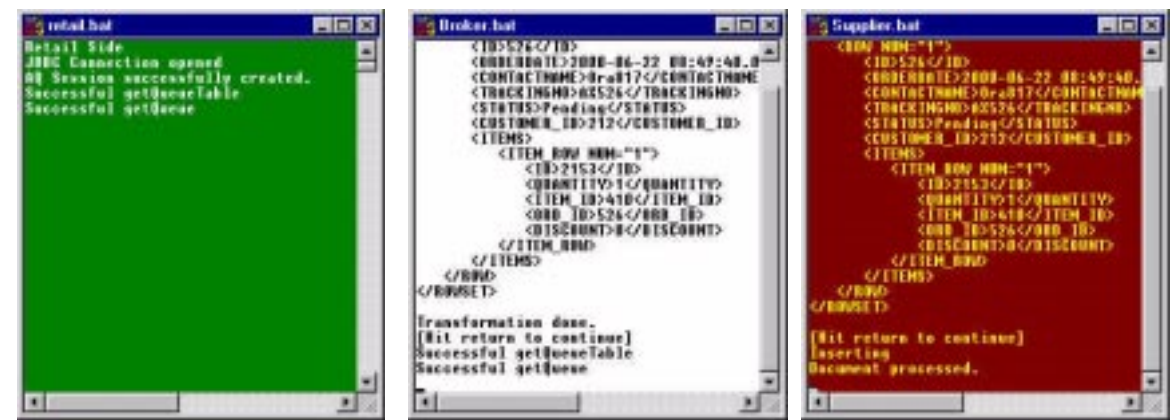 retail.bat
Retail Side
JDBC Connection opened
AQ Session successfully created.
Successful getQueueTable
Successful getQueue
Broker.bat
<ID>526</ID>
<ORDERDATE>2000-06-22 08:49:40.0
<CONTACTNAME>Ora817</CONTACTNAME
<TRACKINGNO>AX526</TRACKINGNO>
<STATUS>Pending</STATUS>
<CUSTOMER_ID>212</CUSTOMER_ID>
<ITEMS>
<ITEM_ROW NUM="1">
<ID>2153</ID>
<QUANTITY>1</QUANTITY>
<ITEM_ID>410</ITEM_ID>
<ORD_ID>526</ORD_ID>
<DISCOUNT>0</DISCOUNT>
</ITEM_ROW>
</ITEMS>
</ROW>
</ROWSET>
Transformation done.
[Hit return to continue]
Successful getQueueTable
Successful getQueue
Supplier.bat
<ROW NUM="1">
<ID>526</ID>
<ORDERDATE>2000-06-22 08:49:40.
<CONTACTNAME>Ora817</CONTACTNAM
<TRACKINGNO>AX526</TRACKINGNO>
<STATUS>Pending</STATUS>
<CUSTOMER_ID>212</CUSTOMER_ID>
<ITEMS>
<ITEM_ROW NUM="1">
<ID>2153</ID>
<QUANTITY>1</QUANTITY>
<ITEM_ID>410</ITEM_ID>
<ORD_ID>526</ORD_ID>
<DISCOUNT>0</DISCOUNT>
</ITEM_ROW>
</ITEMS>
</ROW>
</ROWSET>
[Hit return to continue]
Inserting
Document processed.